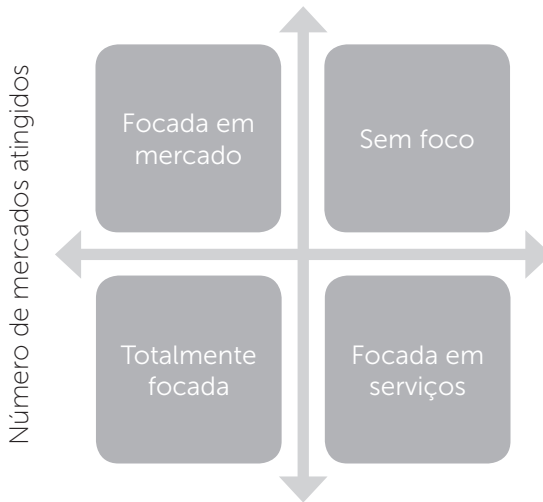 Número de mercados atingidos
Focada em
mercado
Sem foco
Totalmente
focada
Focada em
serviços